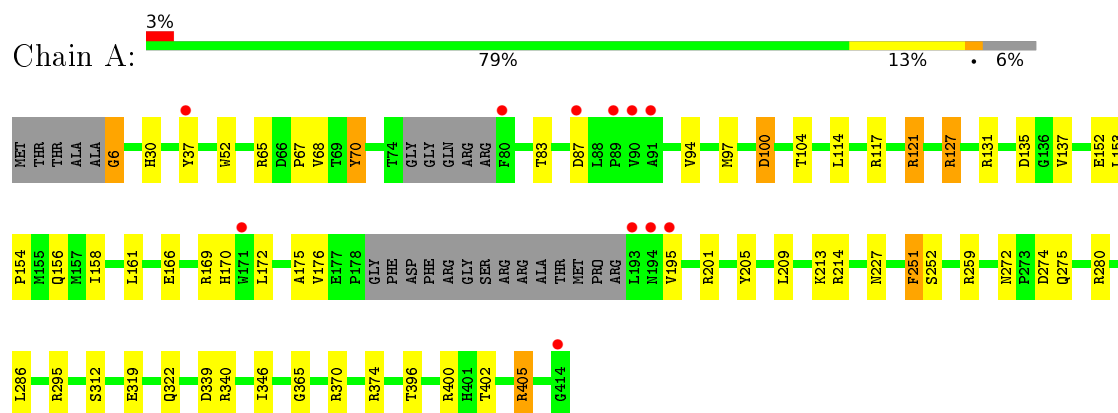 3%
Chain A:
79% 13% • 6%
MET THR THR ALA ALA G6 H30 Y37 W52 R65 D66 P67 V68 T69 Y70 T74 GLY GLY GLN ARG ARG F80 T83 D87 L88 P89 V90 A91 V94 M97 D100 T104 L114 R117 R121 R127 R131 D135 G136 V137 E152 L153
P154 M155 Q156 M157 I158 L161 E166 R169 H170 W171 L172 A175 V176 E177 P178 GLY PHE ASP PHE ARG GLY SER ARG ARG ALA THR MET PRO ARG L193 N194 V195 R201 Y205 L209 K213 R214 N227 F251 S252 R259 N272 P273 D274 Q275 R280
L286 R295 S312 E319 Q322 D339 R340 I346 G365 R370 R374 T396 R400 H401 T402 R405 G414